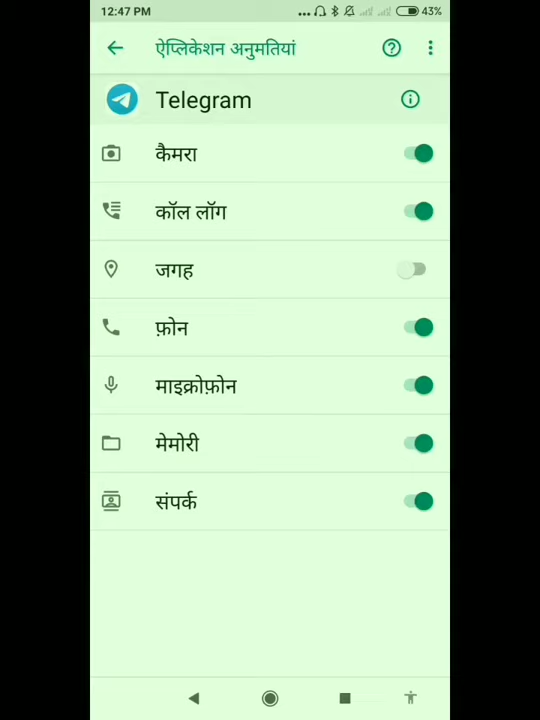 12:47 PM
43%
ऐप्लिकेशन अनुमतियां
Telegram
कैमरा
कॉल लॉग
जगह
फ़ोन
माइक्रोफ़ोन
मेमोरी
संपर्क